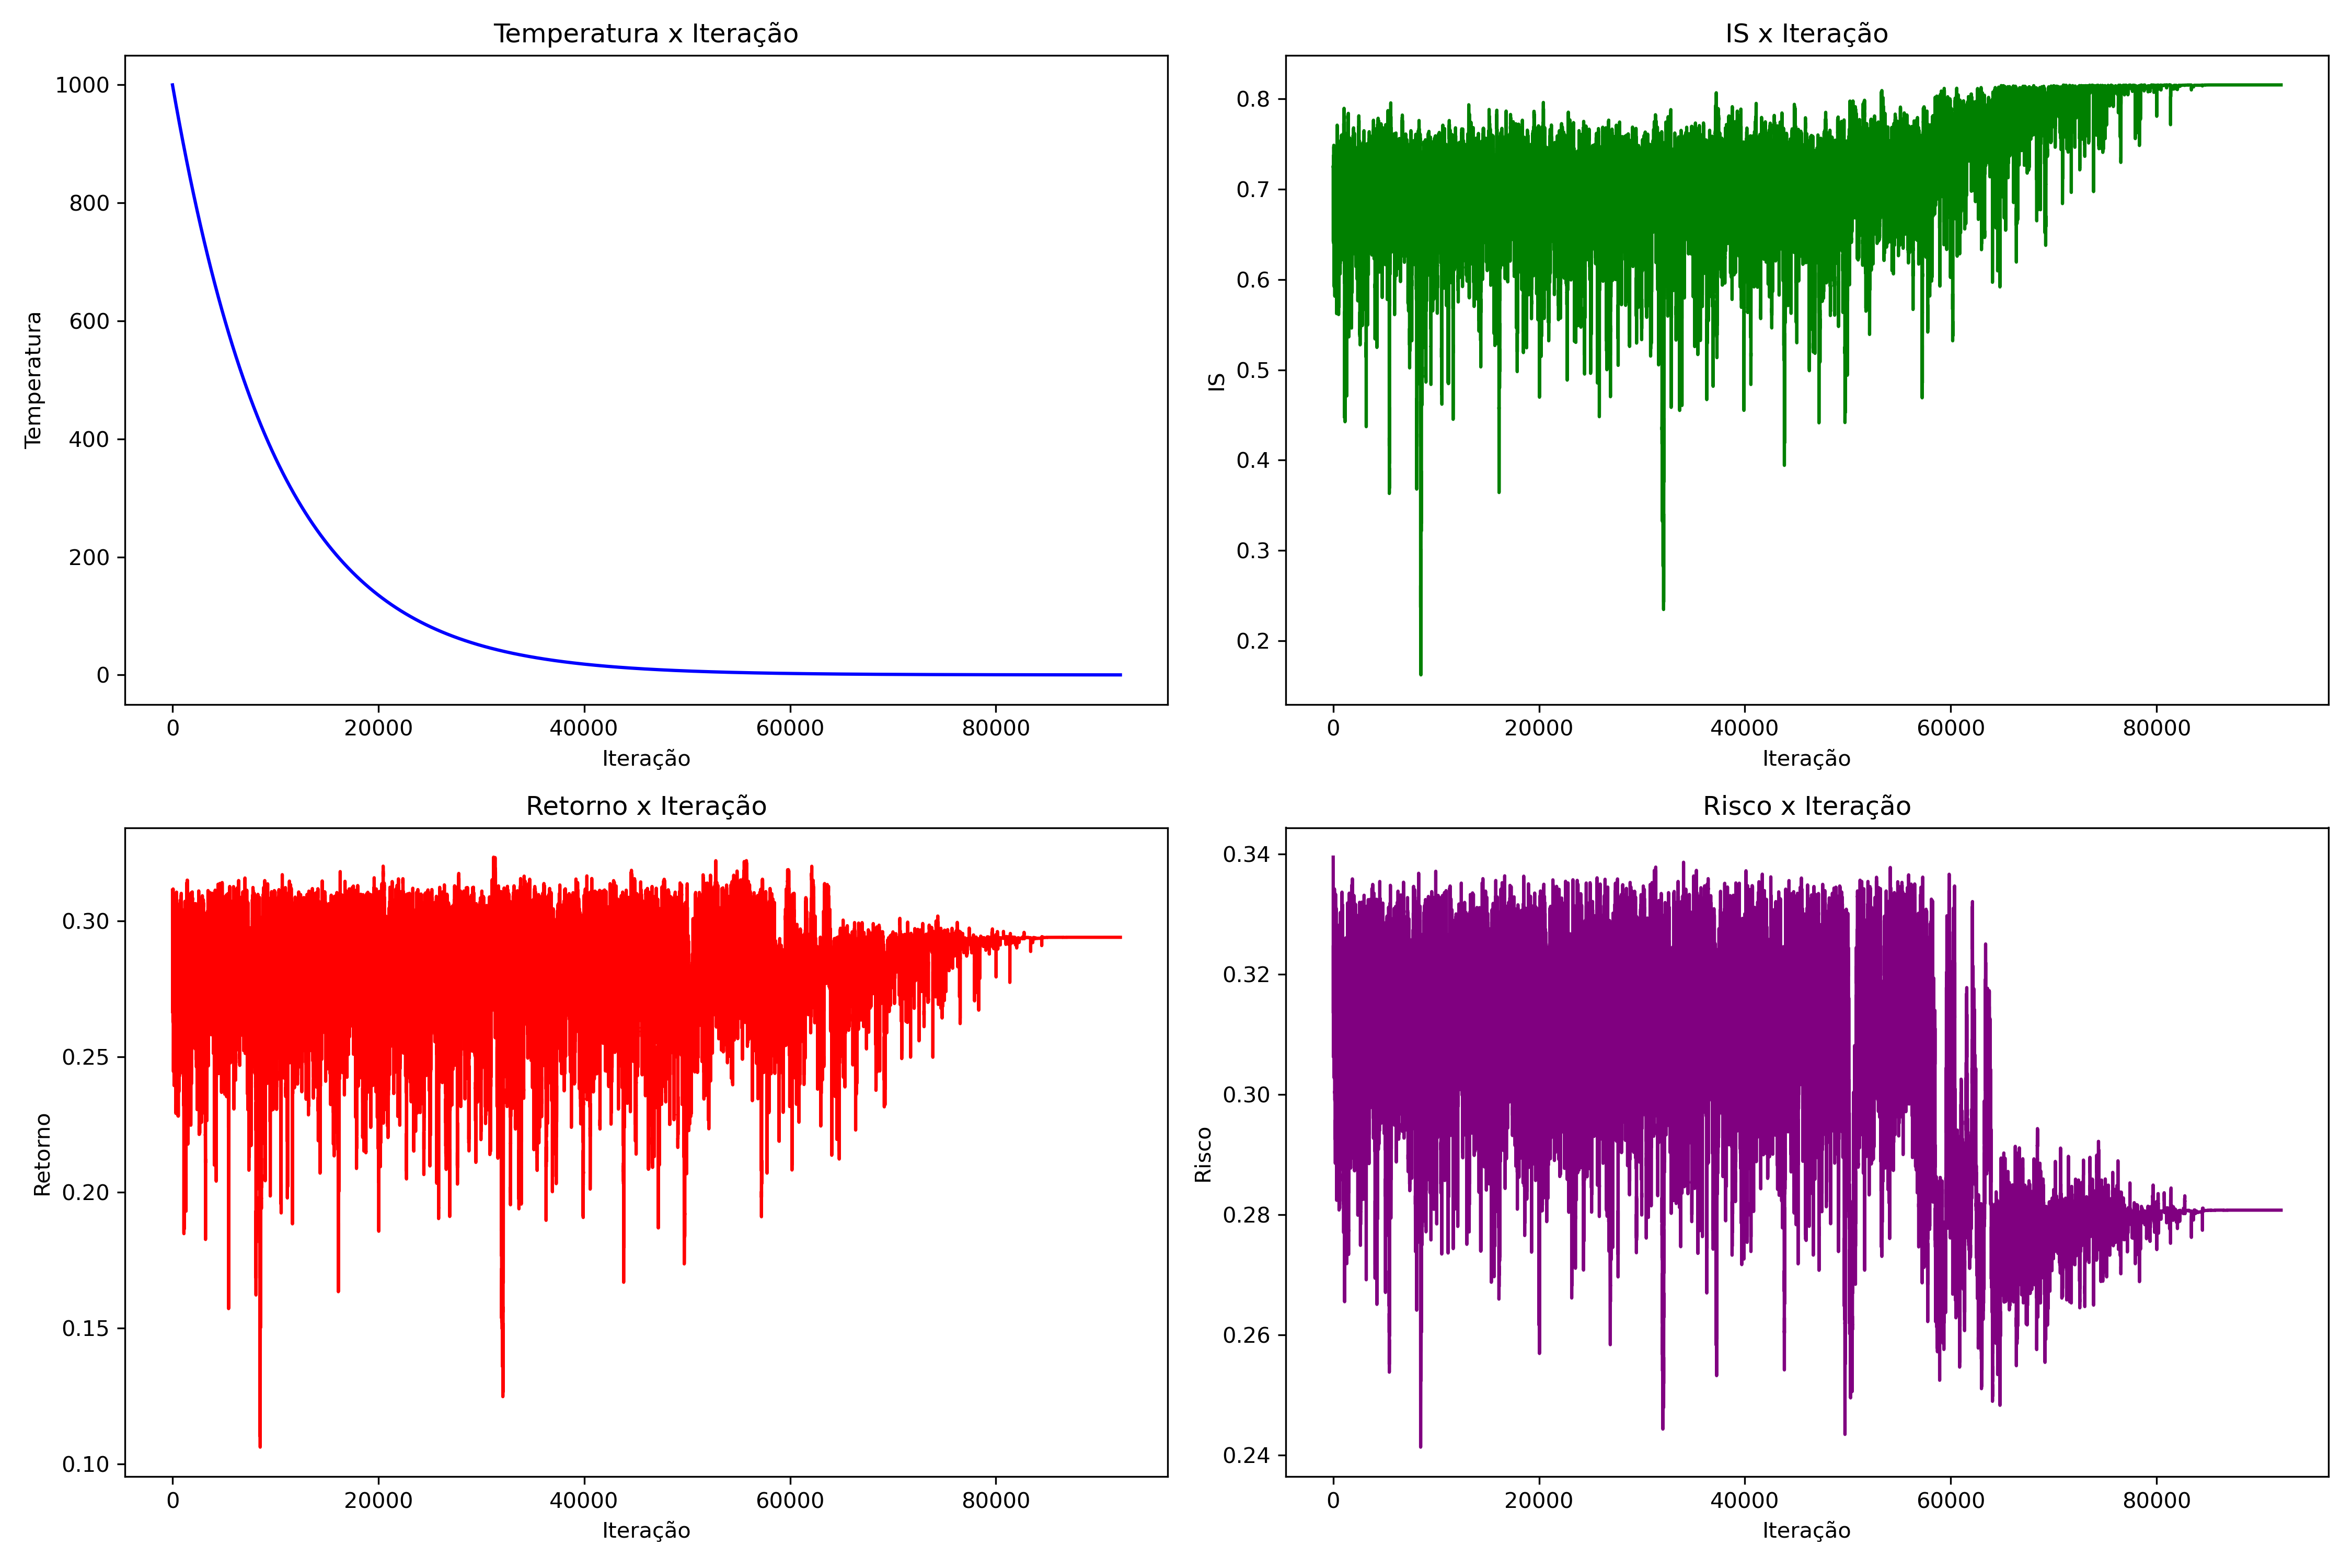 Temperatura x Iteração
1000
800
600
400
200
0
Temperatura
0 20000 40000 60000 80000
Iteração
IS x Iteração
0.8
0.7
0.6
0.5
0.4
0.3
0.2
IS
0 20000 40000 60000 80000
Iteração
Retorno x Iteração
0.30
0.25
0.20
0.15
0.10
Retorno
0 20000 40000 60000 80000
Iteração
Risco x Iteração
0.34
0.32
0.30
0.28
0.26
0.24
Risco
0 20000 40000 60000 80000
Iteração